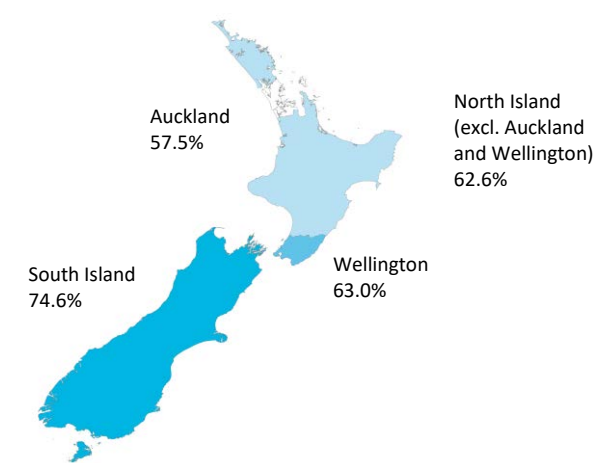 Auckland
57.5%
North Island
(excl. Auckland
and Wellington)
62.6%
Wellington
63.0%
South Island
74.6%